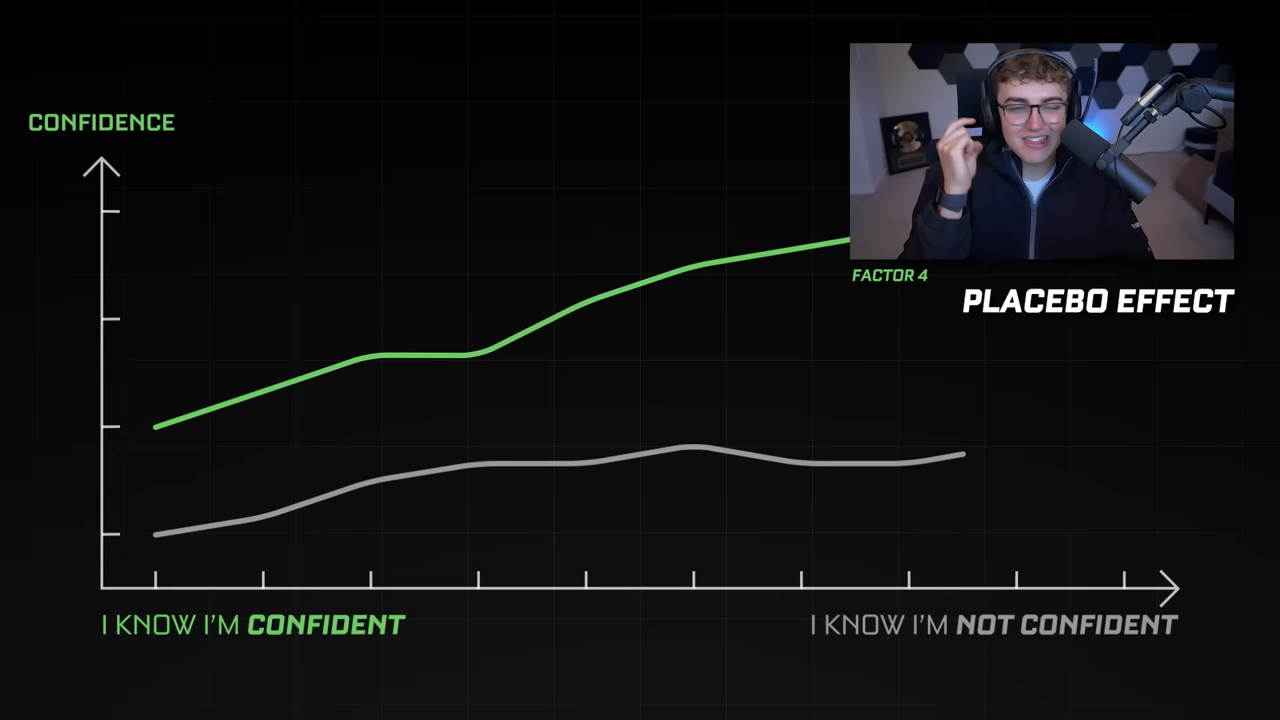 CONFIDENCE
FACTOR 4
PLACEBO EFFECT
I KNOW I'M CONFIDENT
I KNOW I'M NOT CONFIDENT